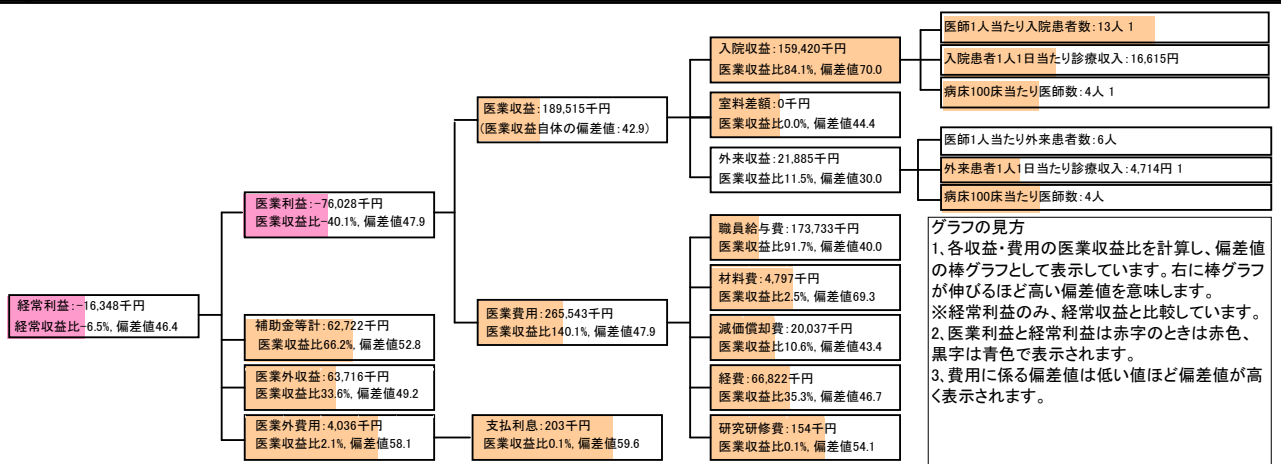 経常利益:-16,348千円
経常収益比-6.5%, 偏差値46.4
医業利益:-76,028千円
医業収益比-40.1%, 偏差値47.9
補助金等計:62,722千円
医業収益比66.2%, 偏差値52.8
医業外収益:63,716千円
医業収益比33.6%, 偏差値49.2
医業外費用:4,036千円
医業収益比2.1%, 偏差値58.1
医業収益:189,515千円
(医業収益自体の偏差値:42.9)
医業費用:265,543千円
医業収益比140.1%, 偏差値47.9
支払利息:203千円
医業収益比0.1%, 偏差値59.6
入院収益:159,420千円
医業収益比84.1%, 偏差値70.0
室料差額:0千円
医業収益比0.0%, 偏差値44.4
外来収益:21,885千円
医業収益比11.5%, 偏差値30.0
職員給与費:173,733千円
医業収益比91.7%, 偏差値40.0
材料費:4,797千円
医業収益比2.5%, 偏差値69.3
減価償却費:20,037千円
医業収益比10.6%, 偏差値43.4
経費:66,822千円
医業収益比35.3%, 偏差値46.7
研究研修費:154千円
医業収益比0.1%, 偏差値54.1
医師1人当たり入院患者数:13人 1
入院患者1人1日当たり診療収入:16,615円
病床100床当たり医師数:4人 1
医師1人当たり外来患者数:6人
外来患者1人1日当たり診療収入:4,714円 1
病床100床当たり医師数:4人
グラフの見方
1、各収益・費用の医業収益比を計算し、偏差値
の棒グラフとして表示しています。右に棒グラフ
が伸びるほど高い偏差値を意味します。
※経常利益のみ、経常収益と比較しています。
2、医業利益と経常利益は赤字のときは赤色、
黒字は青色で表示されます。
3、費用に係る偏差値は低い値ほど偏差値が高
く表示されます。